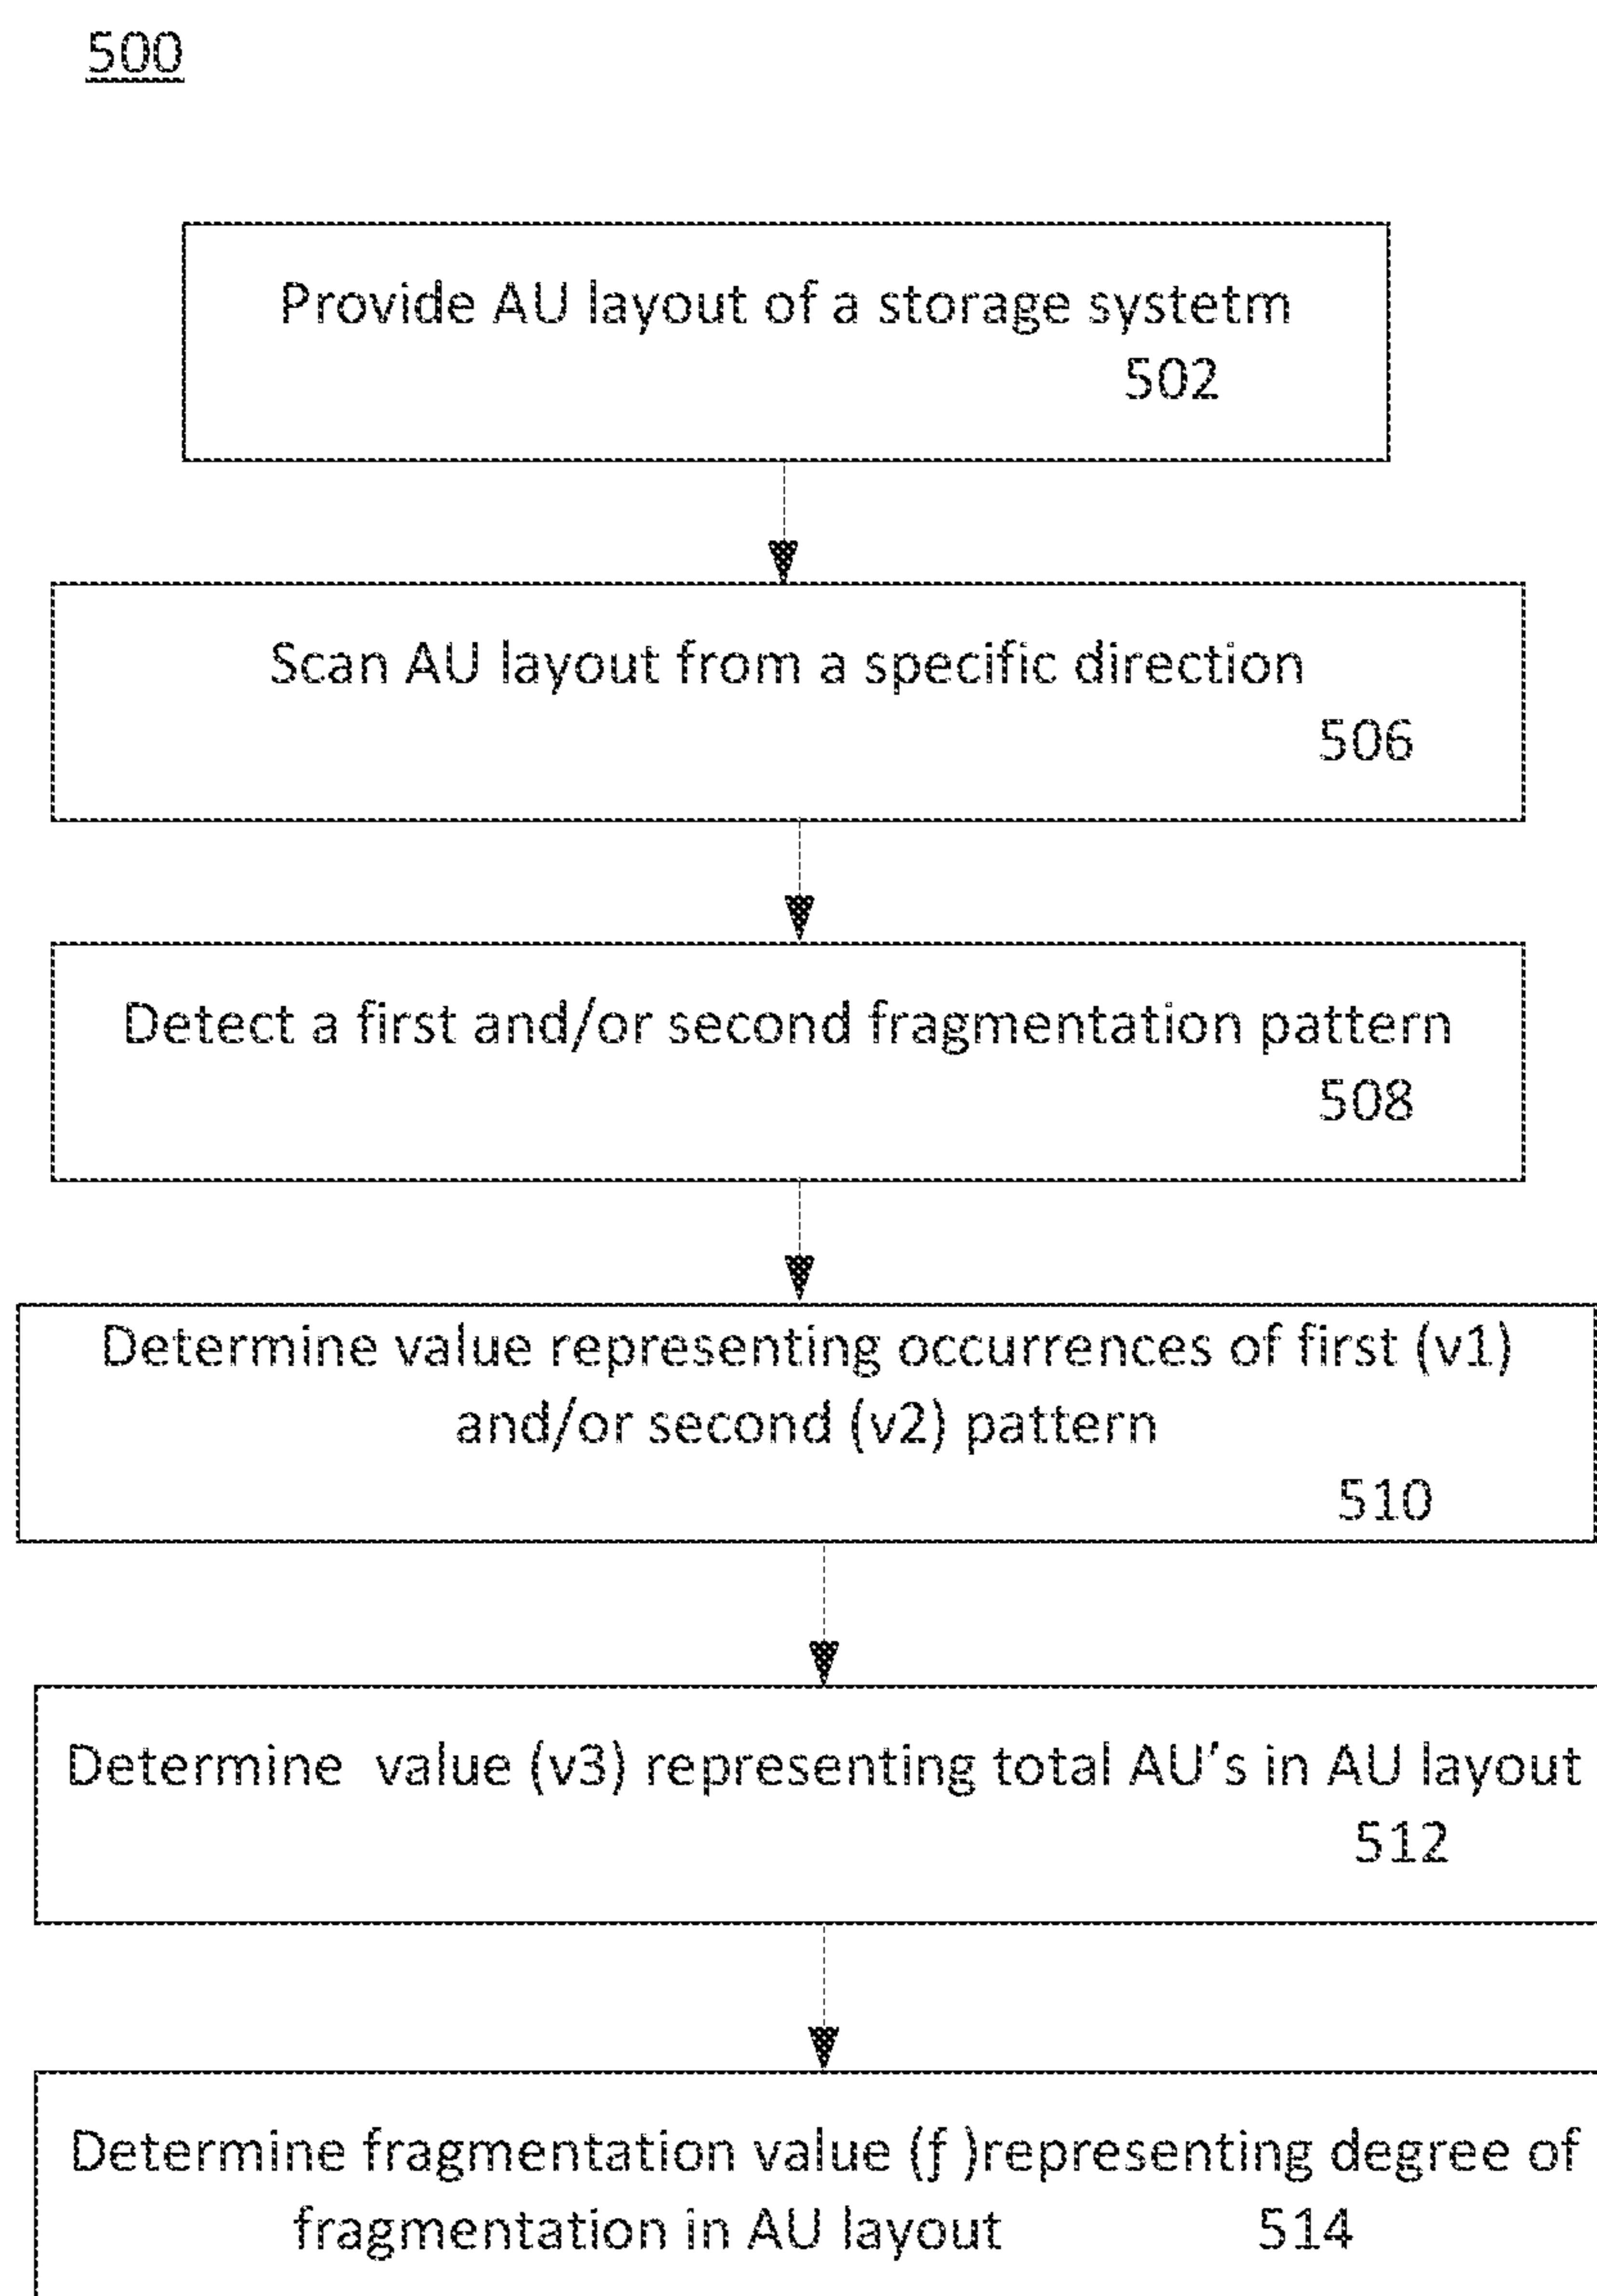 500
Provide AU layout of a storage systetm
502
Scan AU layout from a specific direction
506
Detect a first and/or second fragmentation pattern
508
Determine value representing occurrences of first (v1)
and/or second (v2) pattern
510
Determine  value (v3) representing total AU's in AU layout
512
Determine fragmentation value (ƒ )representing degree of
fragmentation in AU layout 514